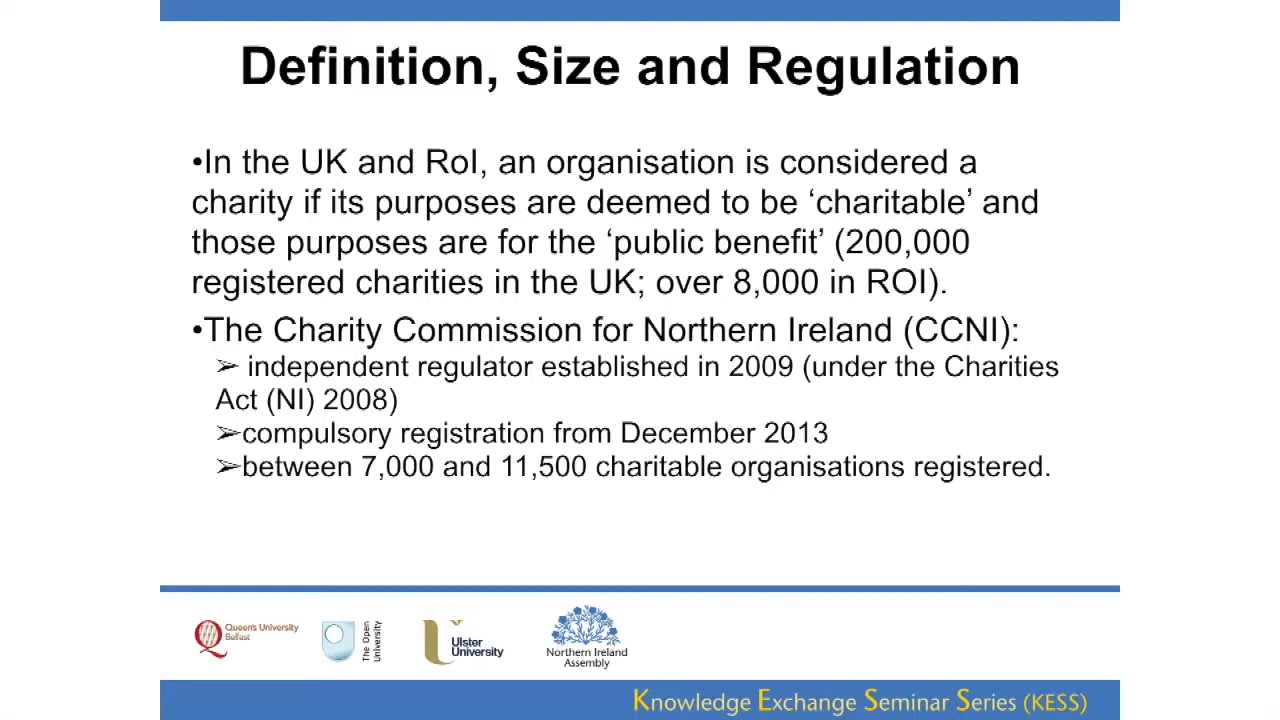 Definition, Size and Regulation
•In the UK and RoI, an organisation is considered a
charity if its purposes are deemed to be ‘charitable’ and
those purposes are for the ‘public benefit’ (200,000
registered charities in the UK; over 8,000 in ROI).
•The Charity Commission for Northern Ireland (CCNI):
➢ independent regulator established in 2009 (under the Charities
Act (NI) 2008)
➢compulsory registration from December 2013
➢between 7,000 and 11,500 charitable organisations registered.
Queen's University
Belfast
The Open
University
Ulster
University
Northern Ireland
Assembly
Knowledge Exchange Seminar Series (KESS)